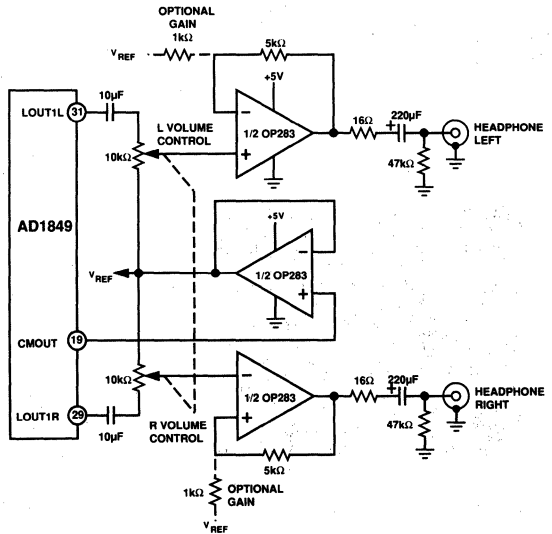 OPTIONAL
GAIN
1kΩ
VREF
5kΩ
+5V
10µF
LOUT1L 31
L VOLUME
CONTROL
10kΩ
−
+
1/2 OP283
16Ω
+
220µF
HEADPHONE
LEFT
47kΩ
AD1849
+5V
−
1/2 OP283
+
VREF
CMOUT 19
10kΩ
−
1/2 OP283
+
16Ω
+
220µF
HEADPHONE
RIGHT
47kΩ
LOUT1R 29
10µF
R VOLUME
CONTROL
5kΩ
1kΩ
OPTIONAL
GAIN
VREF